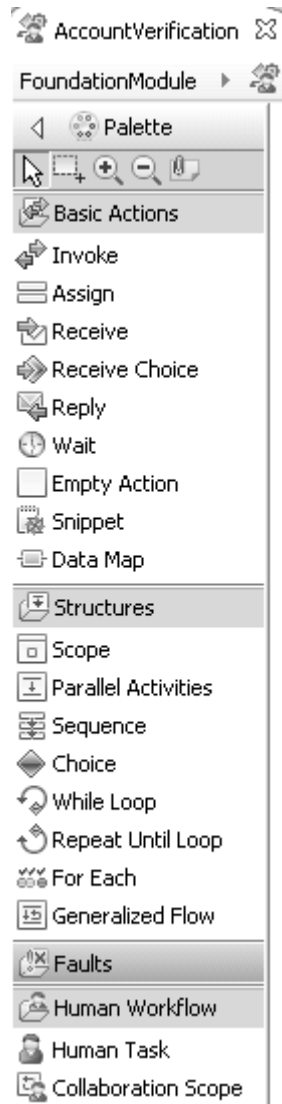 AccountVerification
FoundationModule
Palette
Basic Actions
Invoke
Assign
Receive
Receive Choice
Reply
Wait
Empty Action
Snippet
Data Map
Structures
Scope
Parallel Activities
Sequence
Choice
While Loop
Repeat Until Loop
For Each
Generalized Flow
Faults
Human Workflow
Human Task
Collaboration Scope